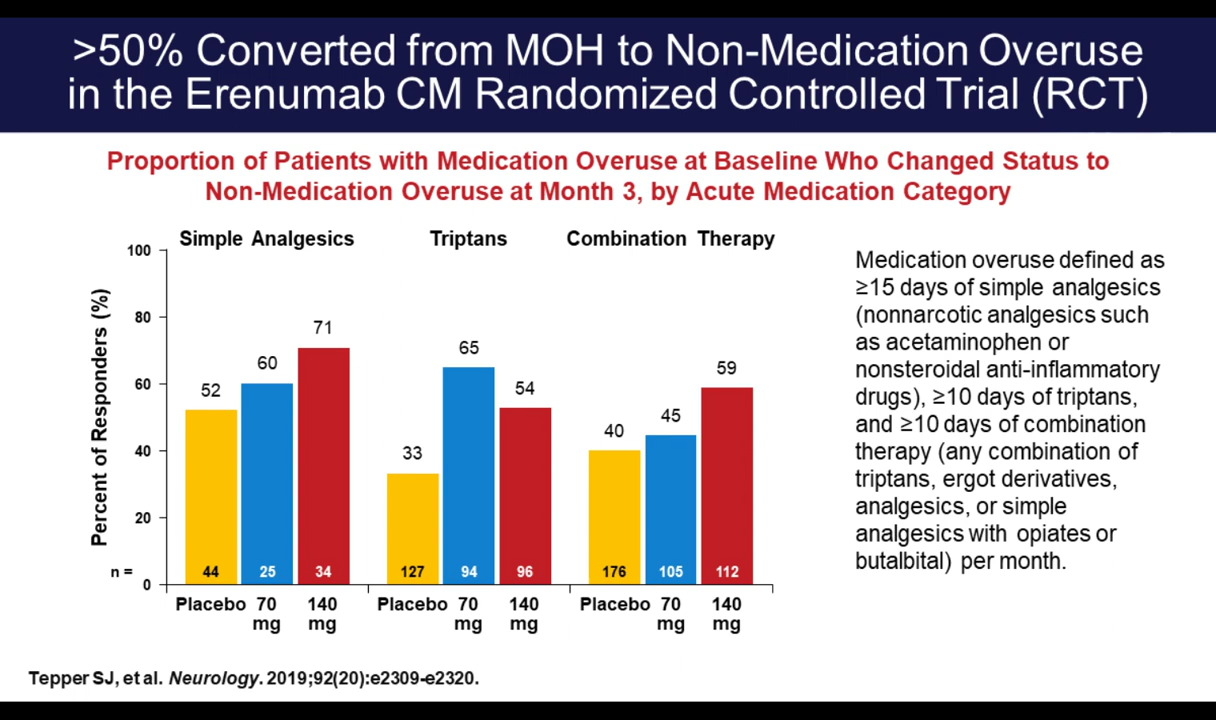 >50% Converted from MOH to Non-Medication Overuse
in the Erenumab CM Randomized Controlled Trial (RCT)
Proportion of Patients with Medication Overuse at Baseline Who Changed Status to
Non-Medication Overuse at Month 3, by Acute Medication Category
Simple Analgesics Triptans Combination Therapy
Percent of Responders (%)
100
80
60
40
20
0
52 60 71
33 65 54
40 45 59
n = 44 25 34 127 94 96 176 105 112
Placebo 70 mg 140 mg
Placebo 70 mg 140 mg
Placebo 70 mg 140 mg
Medication overuse defined as
≥15 days of simple analgesics
(nonnarcotic analgesics such
as acetaminophen or
nonsteroidal anti-inflammatory
drugs), ≥10 days of triptans,
and ≥10 days of combination
therapy (any combination of
triptans, ergot derivatives,
analgesics, or simple
analgesics with opiates or
butalbital) per month.
Tepper SJ, et al. Neurology. 2019;92(20):e2309-e2320.